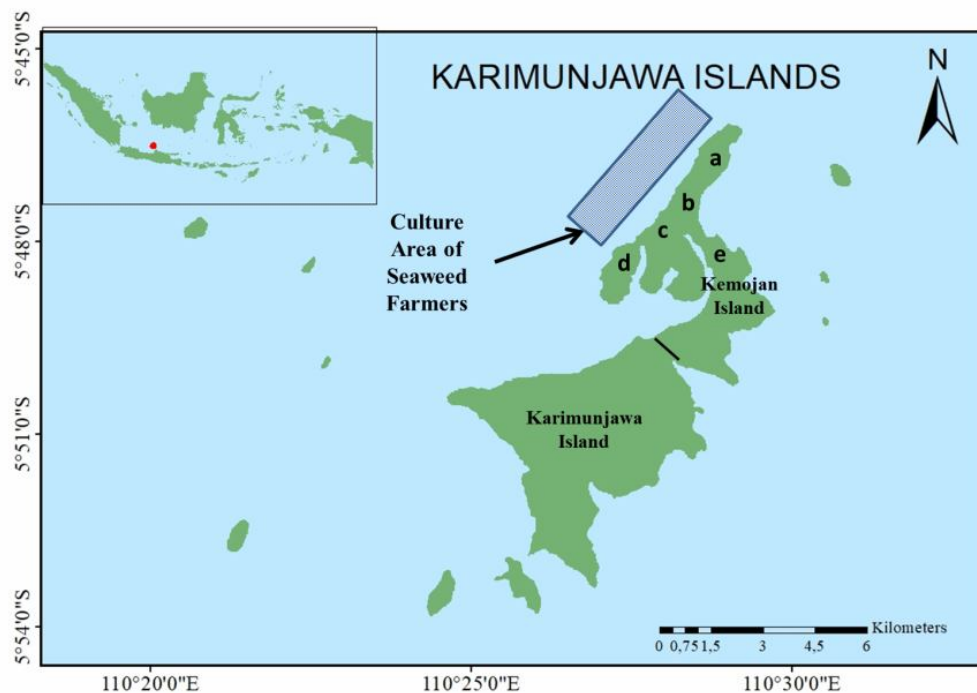 KARIMUNJAWA ISLANDS
N
5°45'0"S
5°48'0"S
5°51'0"S
5°54'0"S
Culture
Area of
Seaweed
Farmers
a
b
c
d
e
Kemojan
Island
Karimunjawa
Island
Kilometers
0 0,75 1,5 3 4,5 6
110°20'0"E
110°25'0"E
110°30'0"E